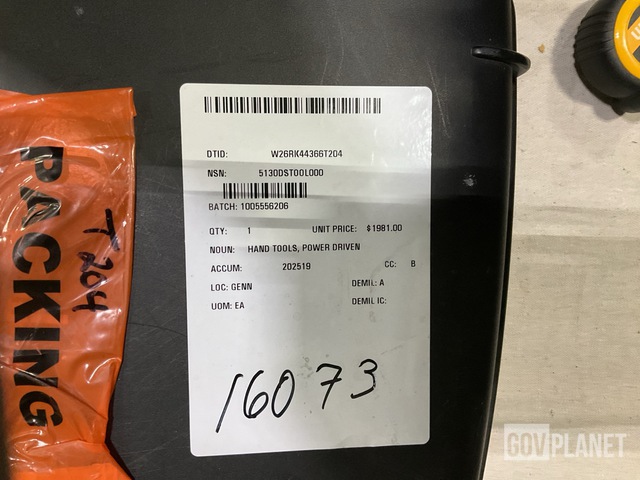 DTID: W26RK44366T204
NSN: 5130DSTOOL000
BATCH: 1005556206
QTY: 1 UNIT PRICE: $1981.00
NOUN: HAND TOOLS, POWER DRIVEN
ACCUM: 202519 CC: B
LOC: GENN DEMIL: A
UOM: EA DEMIL IC:
16073
PACKING
T 204
GOVPLANET